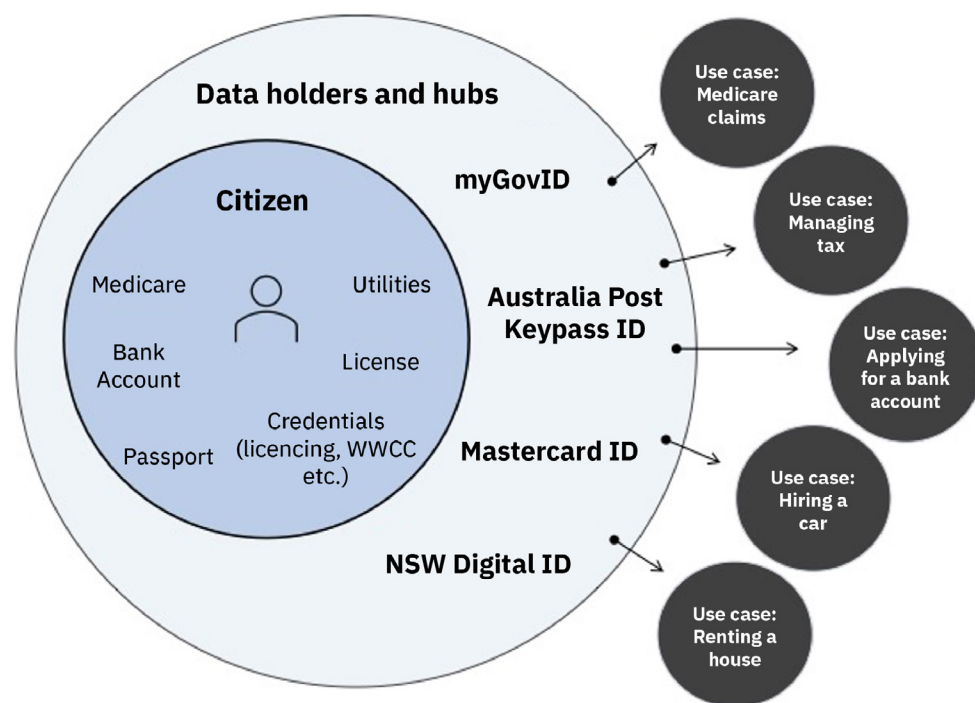 Data holders and hubs
Citizen
Medicare
Utilities
Bank
Account
License
Passport
Credentials
(licencing, WWCC
etc.)
myGovID
Australia Post
Keypass ID
Mastercard ID
NSW Digital ID
Use case:
Medicare
claims
Use case:
Managing
tax
Use case:
Applying
for a bank
account
Use case:
Hiring a
car
Use case:
Renting a
house